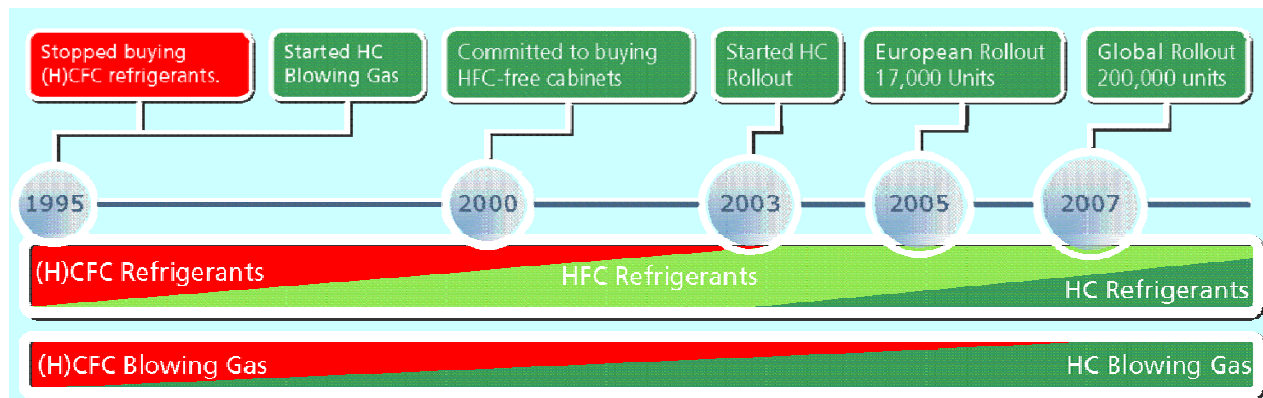 Stopped buying
(H)CFC refrigerants.
Started HC
Blowing Gas
Committed to buying
HFC-free cabinets
Started HC
Rollout
European Rollout
17,000 Units
Global Rollout
200,000 units
1995
2000
2003
2005
2007
(H)CFC Refrigerants
HFC Refrigerants
HC Refrigerants
(H)CFC Blowing Gas
HC Blowing Gas